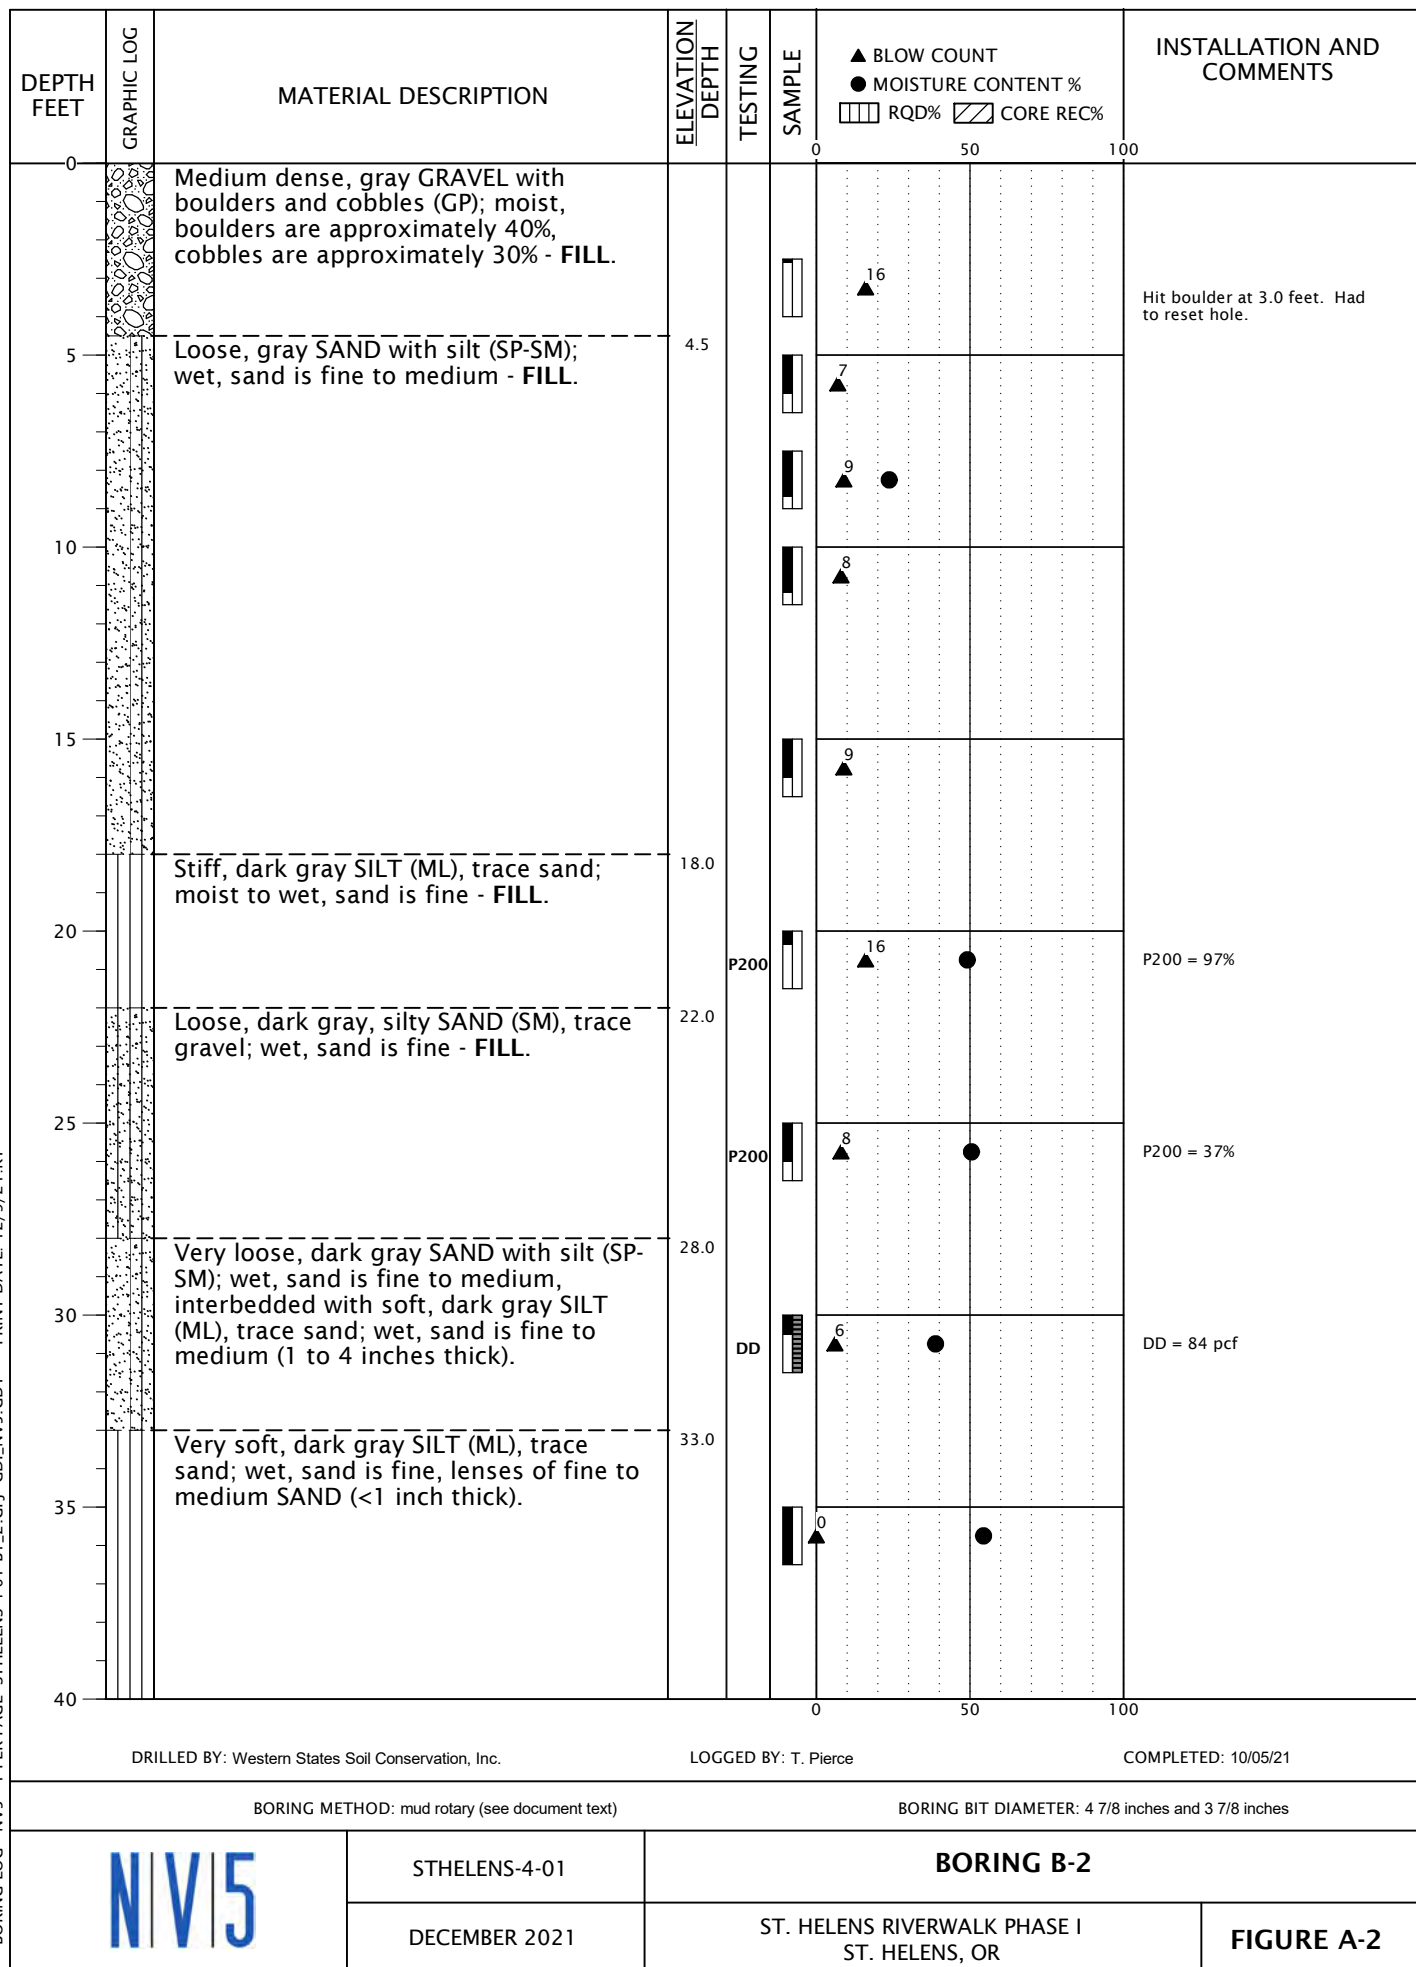 DEPTH
FEET
GRAPHIC LOG
MATERIAL DESCRIPTION
ELEVATION
DEPTH
TESTING
SAMPLE
▲ BLOW COUNT
● MOISTURE CONTENT %
RQD% CORE REC%
INSTALLATION AND
COMMENTS
0 50 100
0
Medium dense, gray GRAVEL with
boulders and cobbles (GP); moist,
boulders are approximately 40%,
cobbles are approximately 30% - FILL.
16
Hit boulder at 3.0 feet. Had
to reset hole.
Loose, gray SAND with silt (SP-SM);
wet, sand is fine to medium - FILL.
4.5
5
7
9
10
8
15
9
Stiff, dark gray SILT (ML), trace sand;
moist to wet, sand is fine - FILL.
18.0
20
P200
16
P200 = 97%
Loose, dark gray, silty SAND (SM), trace
gravel; wet, sand is fine - FILL.
22.0
25
P200
8
P200 = 37%
Very loose, dark gray SAND with silt (SP-
SM); wet, sand is fine to medium,
interbedded with soft, dark gray SILT
(ML), trace sand; wet, sand is fine to
medium (1 to 4 inches thick).
28.0
30
DD
6
DD = 84 pcf
Very soft, dark gray SILT (ML), trace
sand; wet, sand is fine, lenses of fine to
medium SAND (<1 inch thick).
33.0
35
0
40
0 50 100
DRILLED BY: Western States Soil Conservation, Inc.
LOGGED BY: T. Pierce
COMPLETED: 10/05/21
BORING METHOD: mud rotary (see document text)
BORING BIT DIAMETER: 4 7/8 inches and 3 7/8 inches
N|V|5
STHELENS-4-01
BORING B-2
DECEMBER 2021
ST. HELENS RIVERWALK PHASE I
ST. HELENS, OR
FIGURE A-2